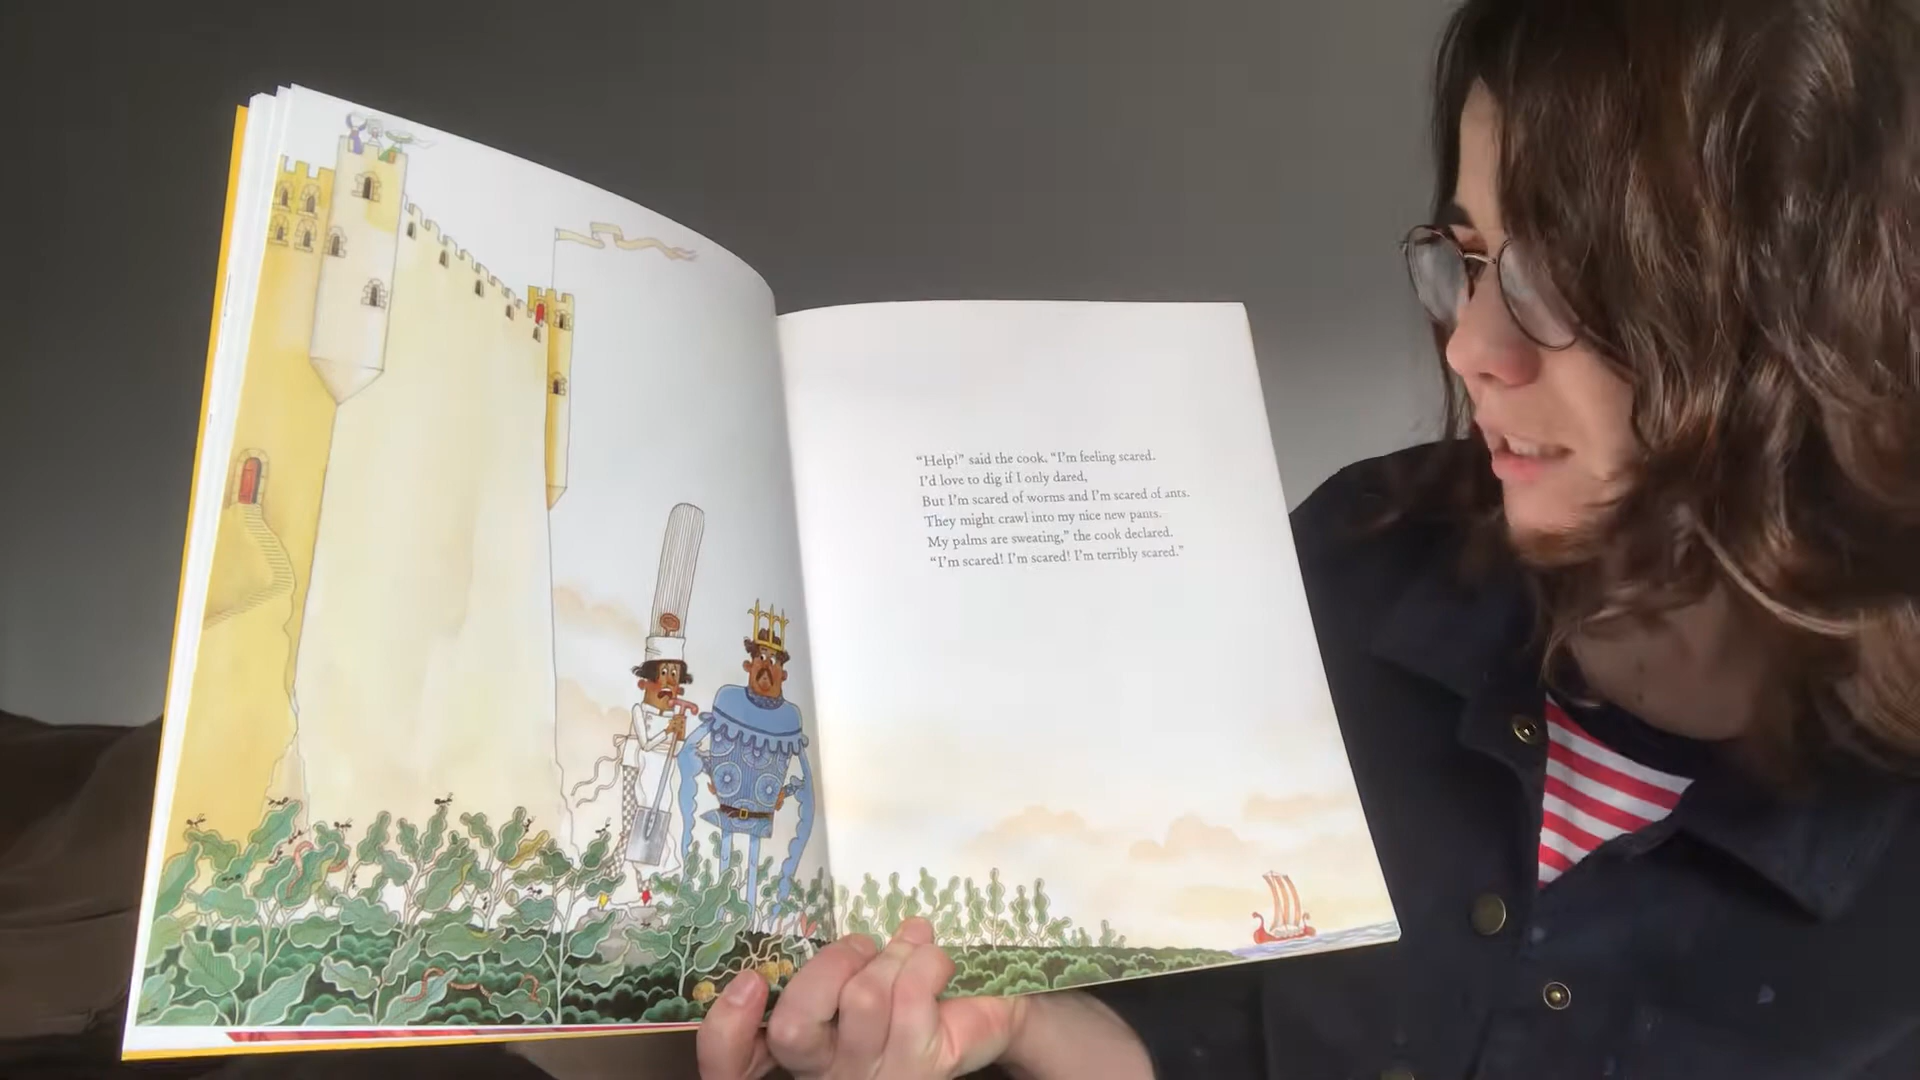 “Help!” said the cook. “I’m feeling scared.
I’d love to dig if I only dared,
But I’m scared of worms and I’m scared of ants.
They might crawl into my nice new pants.
My palms are sweating,” the cook declared.
“I’m scared! I’m scared! I’m terribly scared.”